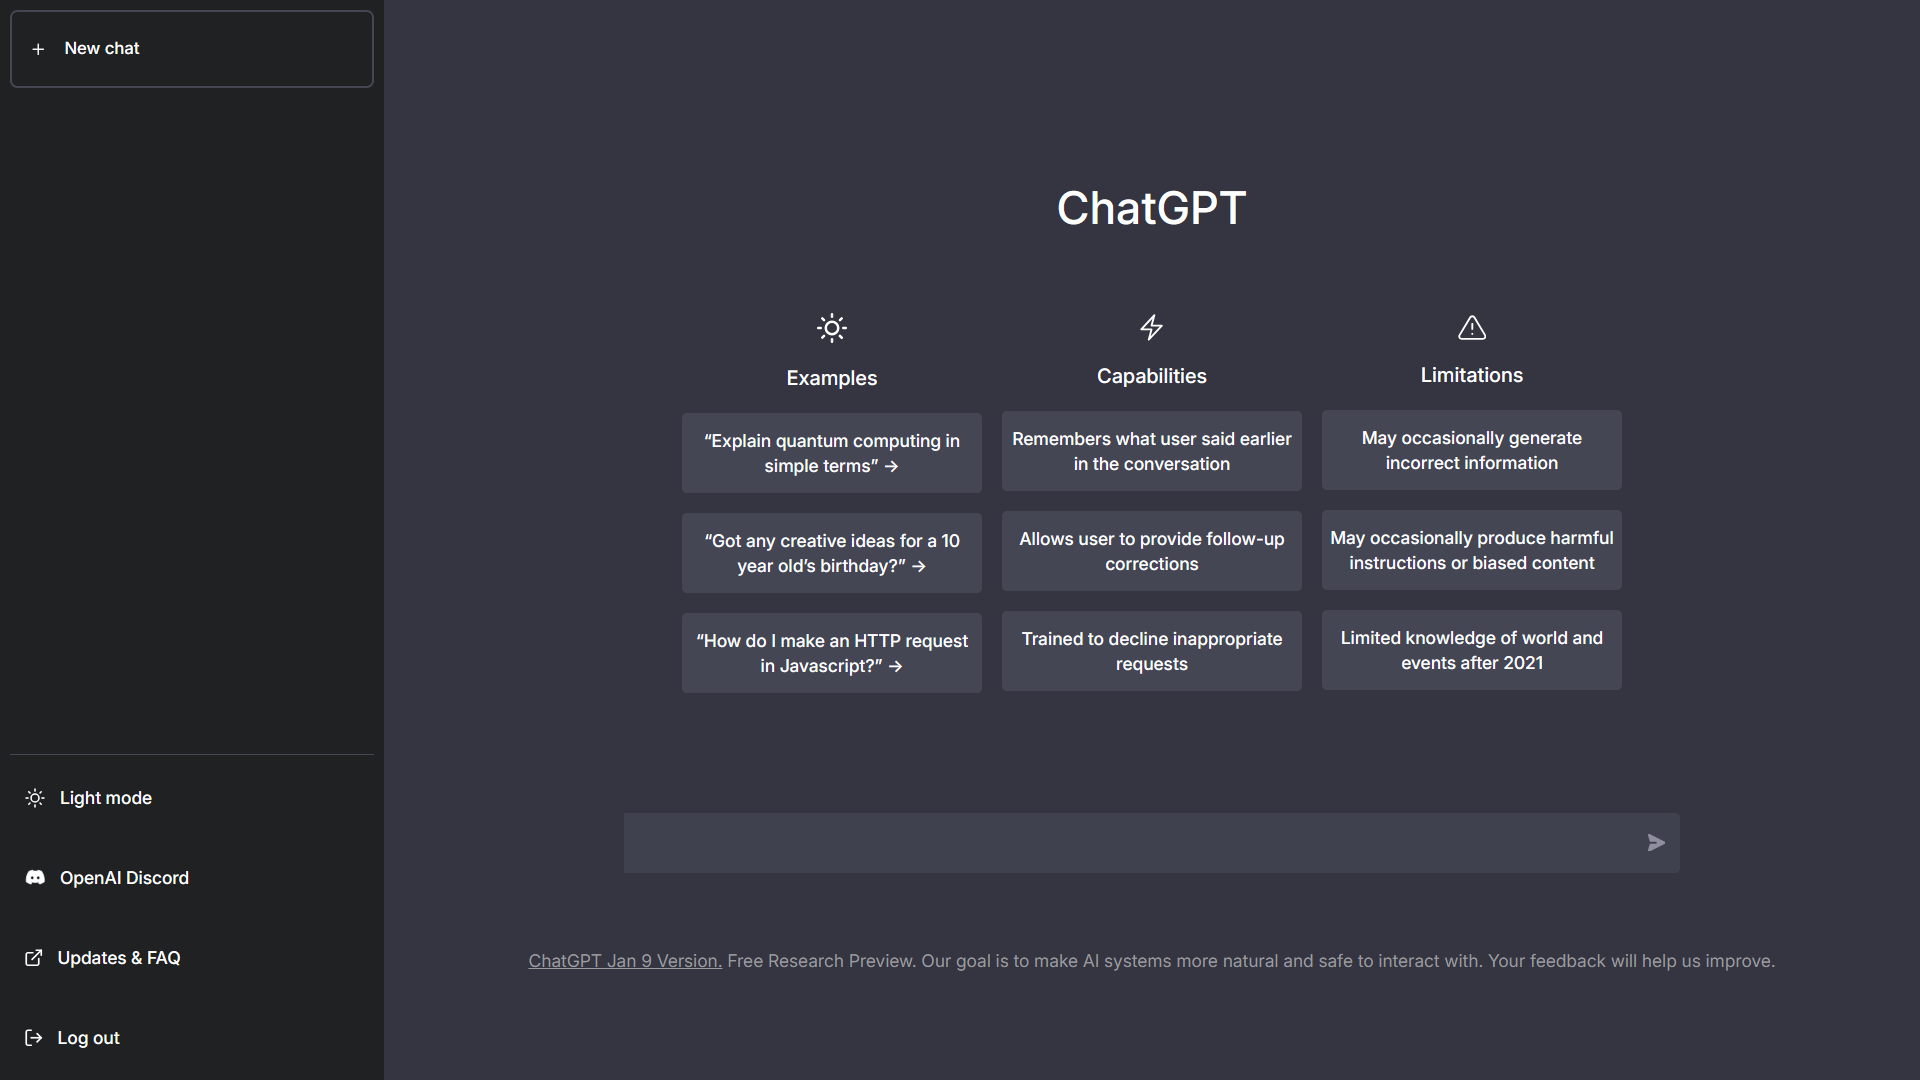 New chat
Light mode
OpenAI Discord
Updates & FAQ
Log out
ChatGPT
Examples
“Explain quantum computing in
simple terms” →
“Got any creative ideas for a 10
year old’s birthday?” →
“How do I make an HTTP request
in Javascript?” →
Capabilities
Remembers what user said earlier
in the conversation
Allows user to provide follow-up
corrections
Trained to decline inappropriate
requests
Limitations
May occasionally generate
incorrect information
May occasionally produce harmful
instructions or biased content
Limited knowledge of world and
events after 2021
ChatGPT Jan 9 Version. Free Research Preview. Our goal is to make AI systems more natural and safe to interact with. Your feedback will help us improve.